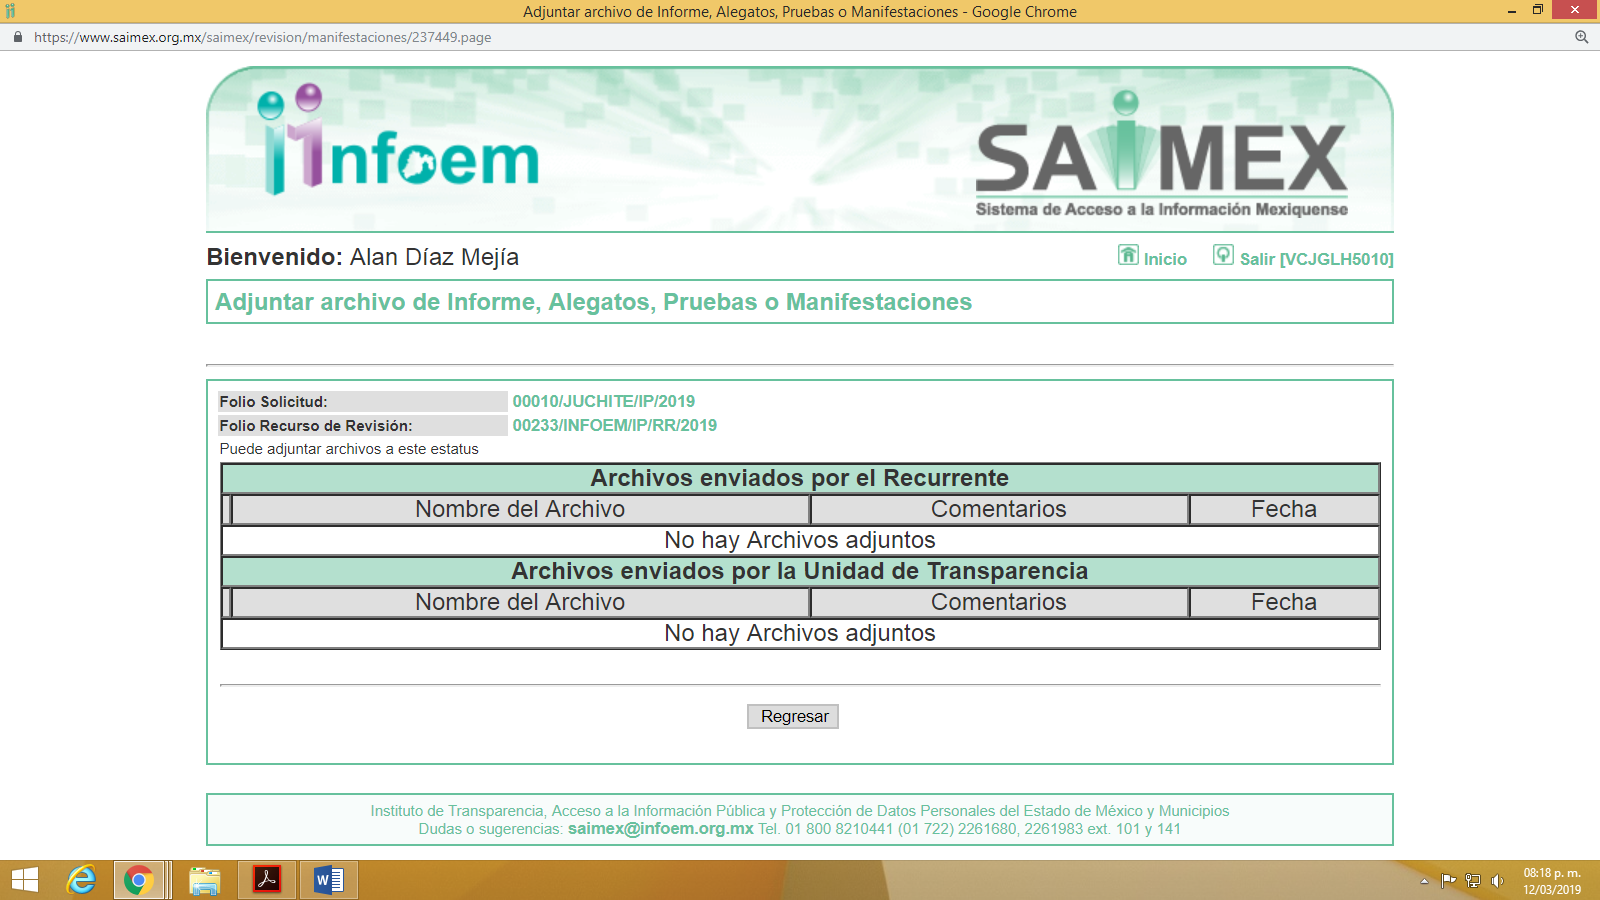 Adjuntar archivo de Informe, Alegatos, Pruebas o Manifestaciones - Google Chrome
https://www.saimex.org.mx/saimex/revision/manifestaciones/237449.page
infoem
SAIMEX
Sistema de Acceso a la Información Mexiquense
Bienvenido: Alan Díaz Mejía
Inicio
Salir [VCJGLH5010]
Adjuntar archivo de Informe, Alegatos, Pruebas o Manifestaciones
Folio Solicitud: 00010/JUCHITE/IP/2019
Folio Recurso de Revisión: 00233/INFOEM/IP/RR/2019
Puede adjuntar archivos a este estatus
Archivos enviados por el Recurrente
Nombre del Archivo Comentarios Fecha
No hay Archivos adjuntos
Archivos enviados por la Unidad de Transparencia
Nombre del Archivo Comentarios Fecha
No hay Archivos adjuntos
Regresar
Instituto de Transparencia, Acceso a la Información Pública y Protección de Datos Personales del Estado de México y Municipios
Dudas o sugerencias: saimex@infoem.org.mx Tel. 01 800 8210441 (01 722) 2261680, 2261983 ext. 101 y 141
08:18 p. m.
12/03/2019